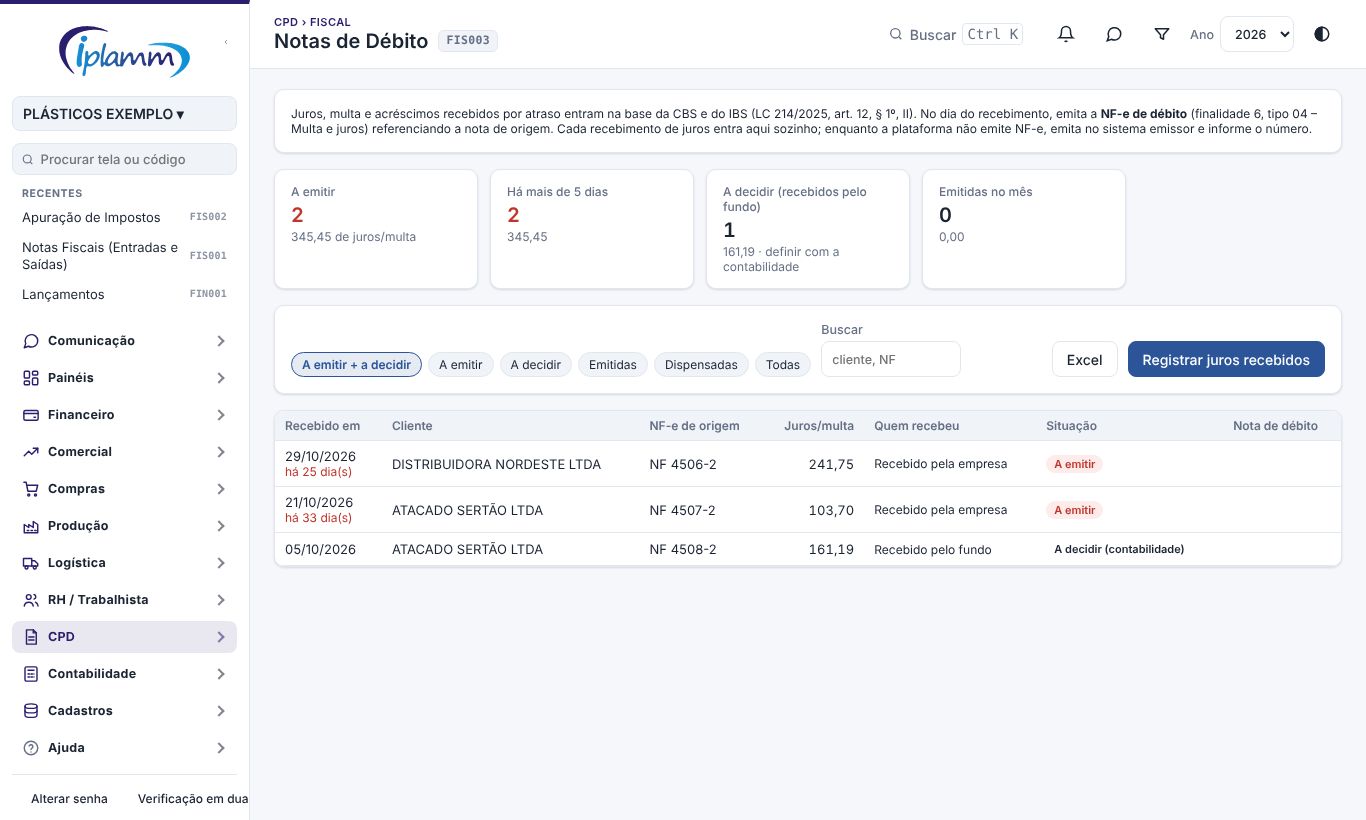 iplamm
‹
PLÁSTICOS EXEMPLO ▾
Procurar tela ou código
RECENTES
Apuração de Impostos FIS002
Notas Fiscais (Entradas e
Saídas) FIS001
Lançamentos FIN001
Comunicação
Painéis
Financeiro
Comercial
Compras
Produção
Logística
RH / Trabalhista
CPD
Contabilidade
Cadastros
Ajuda
Alterar senha Verificação em dua
CPD › FISCAL
Notas de Débito FIS003
Buscar Ctrl K
Ano 2026
Juros, multa e acréscimos recebidos por atraso entram na base da CBS e do IBS (LC 214/2025, art. 12, § 1º, II). No dia do recebimento, emita a NF-e de débito (finalidade 6, tipo 04 –
Multa e juros) referenciando a nota de origem. Cada recebimento de juros entra aqui sozinho; enquanto a plataforma não emite NF-e, emita no sistema emissor e informe o número.
A emitir
2
345,45 de juros/multa
Há mais de 5 dias
2
345,45
A decidir (recebidos pelo
fundo)
1
161,19 · definir com a
contabilidade
Emitidas no mês
0
0,00
A emitir + a decidir A emitir A decidir Emitidas Dispensadas Todas
Buscar
cliente, NF
Excel
Registrar juros recebidos
Recebido em Cliente NF-e de origem Juros/multa Quem recebeu Situação Nota de débito
29/10/2026
há 25 dia(s) DISTRIBUIDORA NORDESTE LTDA NF 4506-2 241,75 Recebido pela empresa A emitir
21/10/2026
há 33 dia(s) ATACADO SERTÃO LTDA NF 4507-2 103,70 Recebido pela empresa A emitir
05/10/2026 ATACADO SERTÃO LTDA NF 4508-2 161,19 Recebido pelo fundo A decidir (contabilidade)